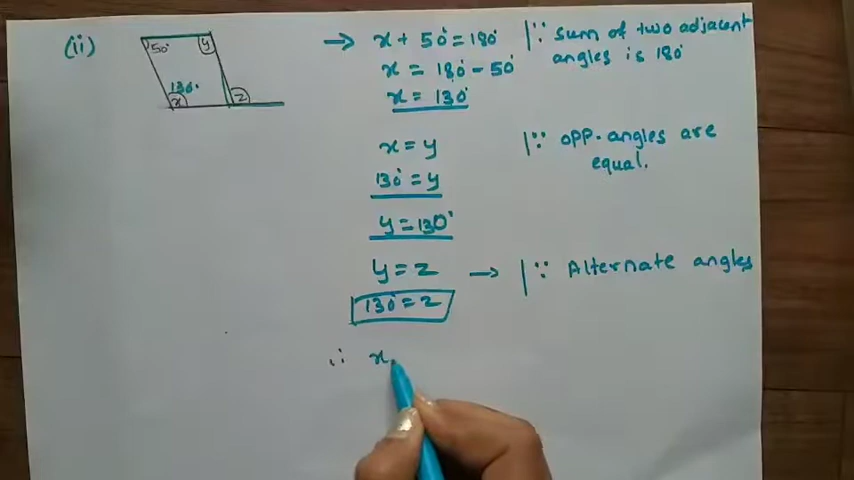 (ii)
50° y
130°
x z
→ x + 50° = 180° |∵ sum of two adjacent
angles is 180°
x = 180° - 50°
x = 130°
x = y |∵ opp. angles are
equal.
130° = y
y = 130°
y = z → |∵ Alternate angles
130° = z
∴ x